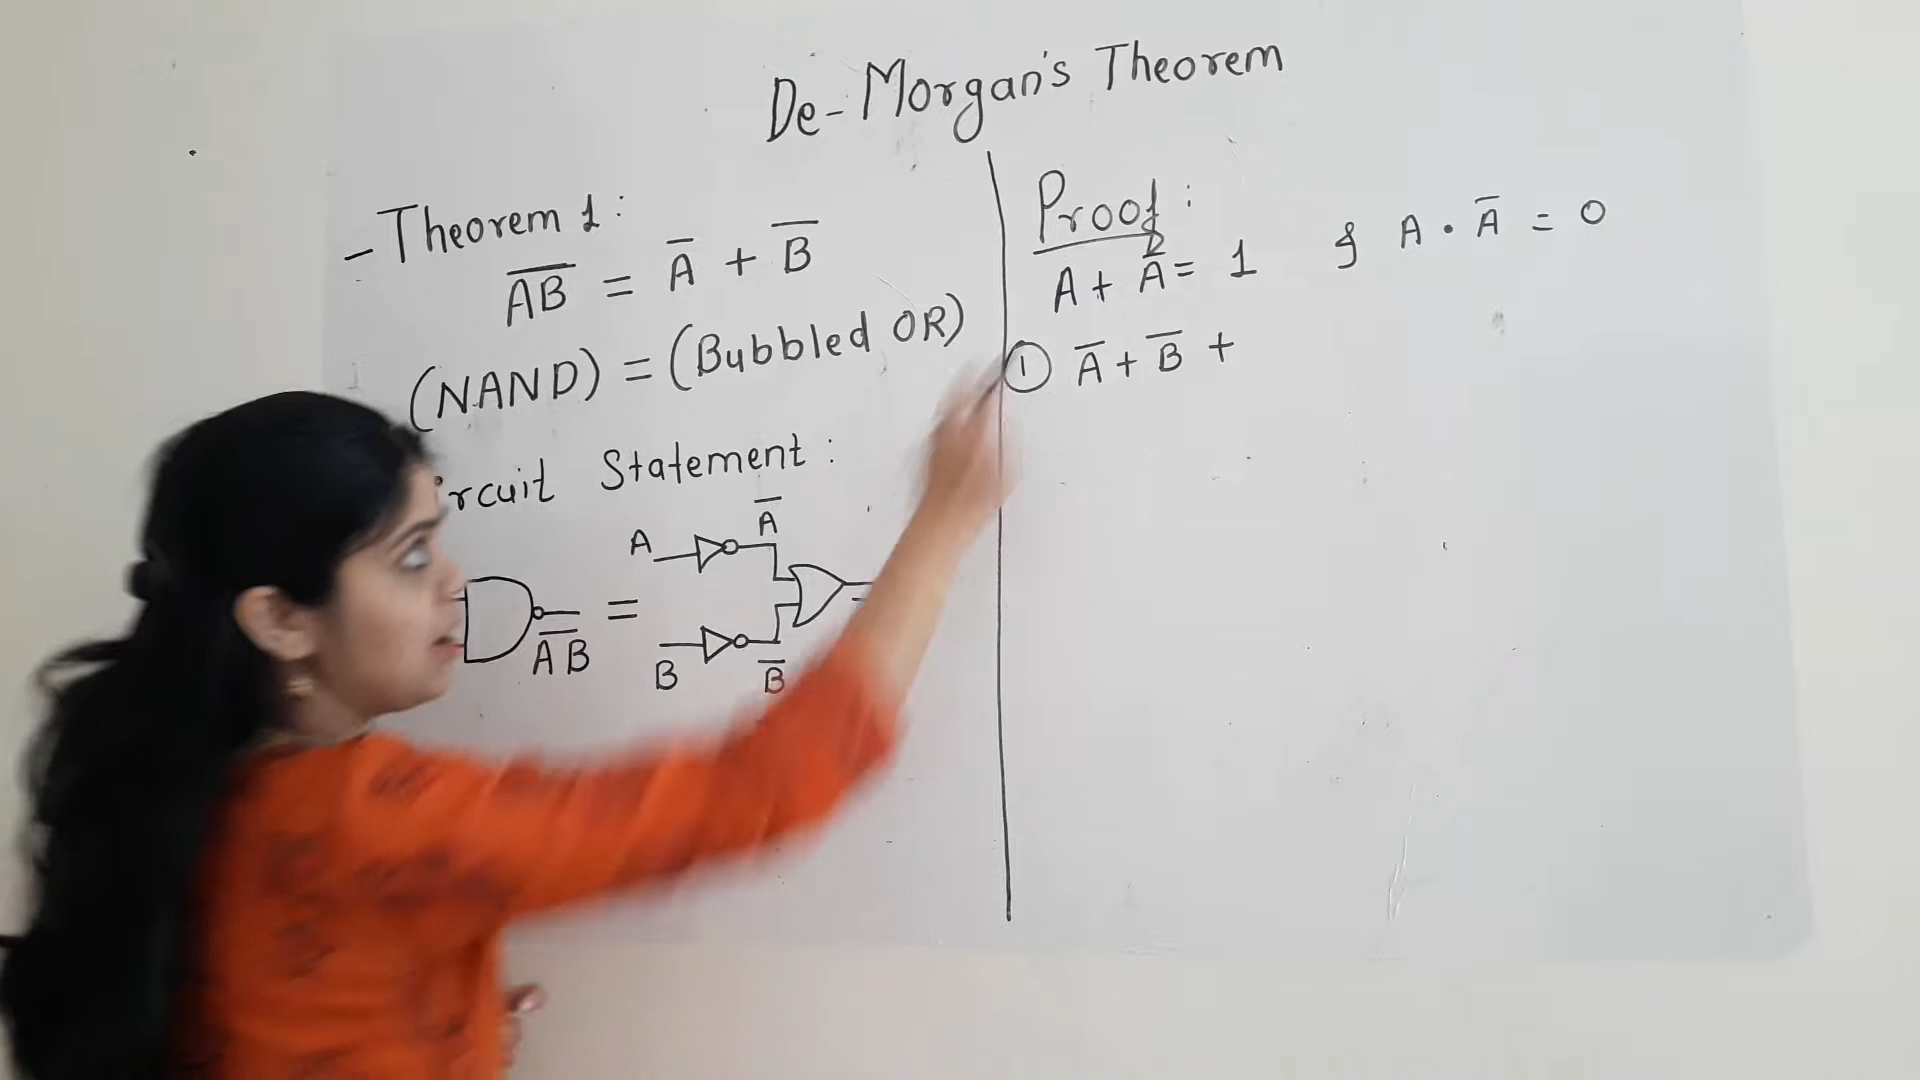 De-Morgan's Theorem
- Theorem 1:
A̅B̅ = A̅ + B̅
(NAND) = (Bubbled OR)
rcuit Statement:
A A̅
A̅B̅ =
B B̅
Proof:
A + A̅ = 1 & A · A̅ = 0
① A̅ + B̅ +